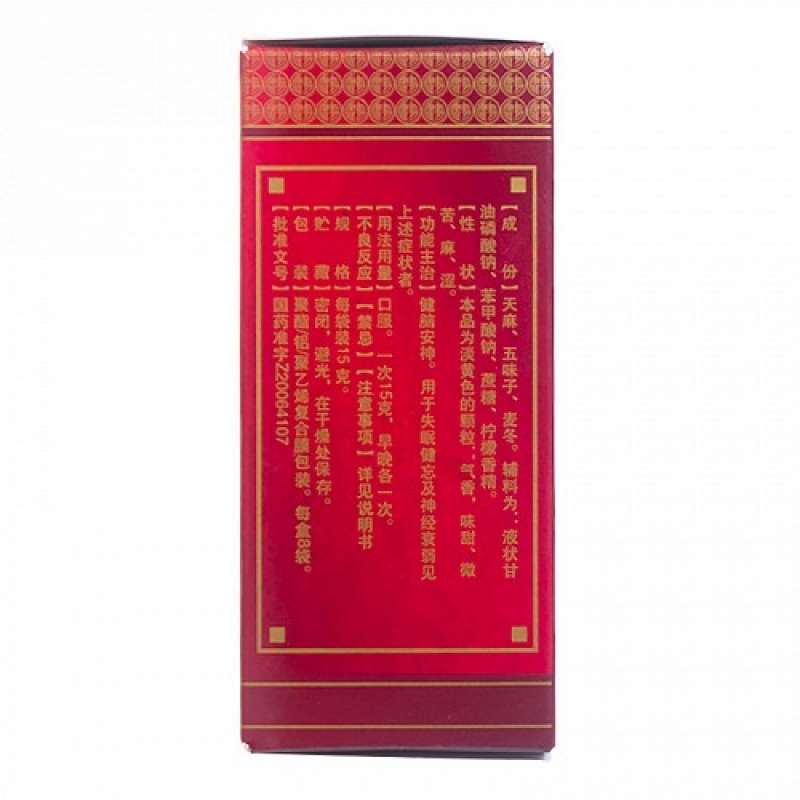 【成份】天麻、五味子、麦冬。辅料为：液状甘
油磷酸钠、苯甲酸钠、蔗糖、柠檬香精。
【性状】本品为淡黄色的颗粒；气香，味甜、微
苦、麻、涩。
【功能主治】健脑安神。用于失眠健忘及神经衰弱见
上述症状者。
【用法用量】口服。一次15克，早晚各一次。
【不良反应】【禁忌】【注意事项】详见说明书
【规格】每袋装15克。
【贮藏】密闭，避光，在干燥处保存。
【包装】聚酯/铝/聚乙烯复合膜包装。每盒8袋。
【批准文号】国药准字Z20064107